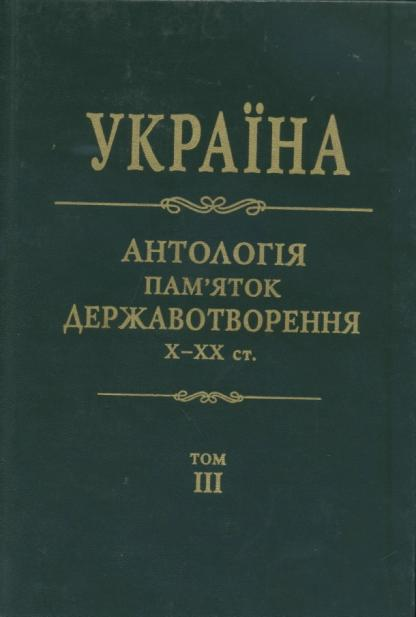 УКРАЇНА
АНТОЛОГІЯ
ПАМ'ЯТОК
ДЕРЖАВОТВОРЕННЯ
X–XX ст.
ТОМ
III